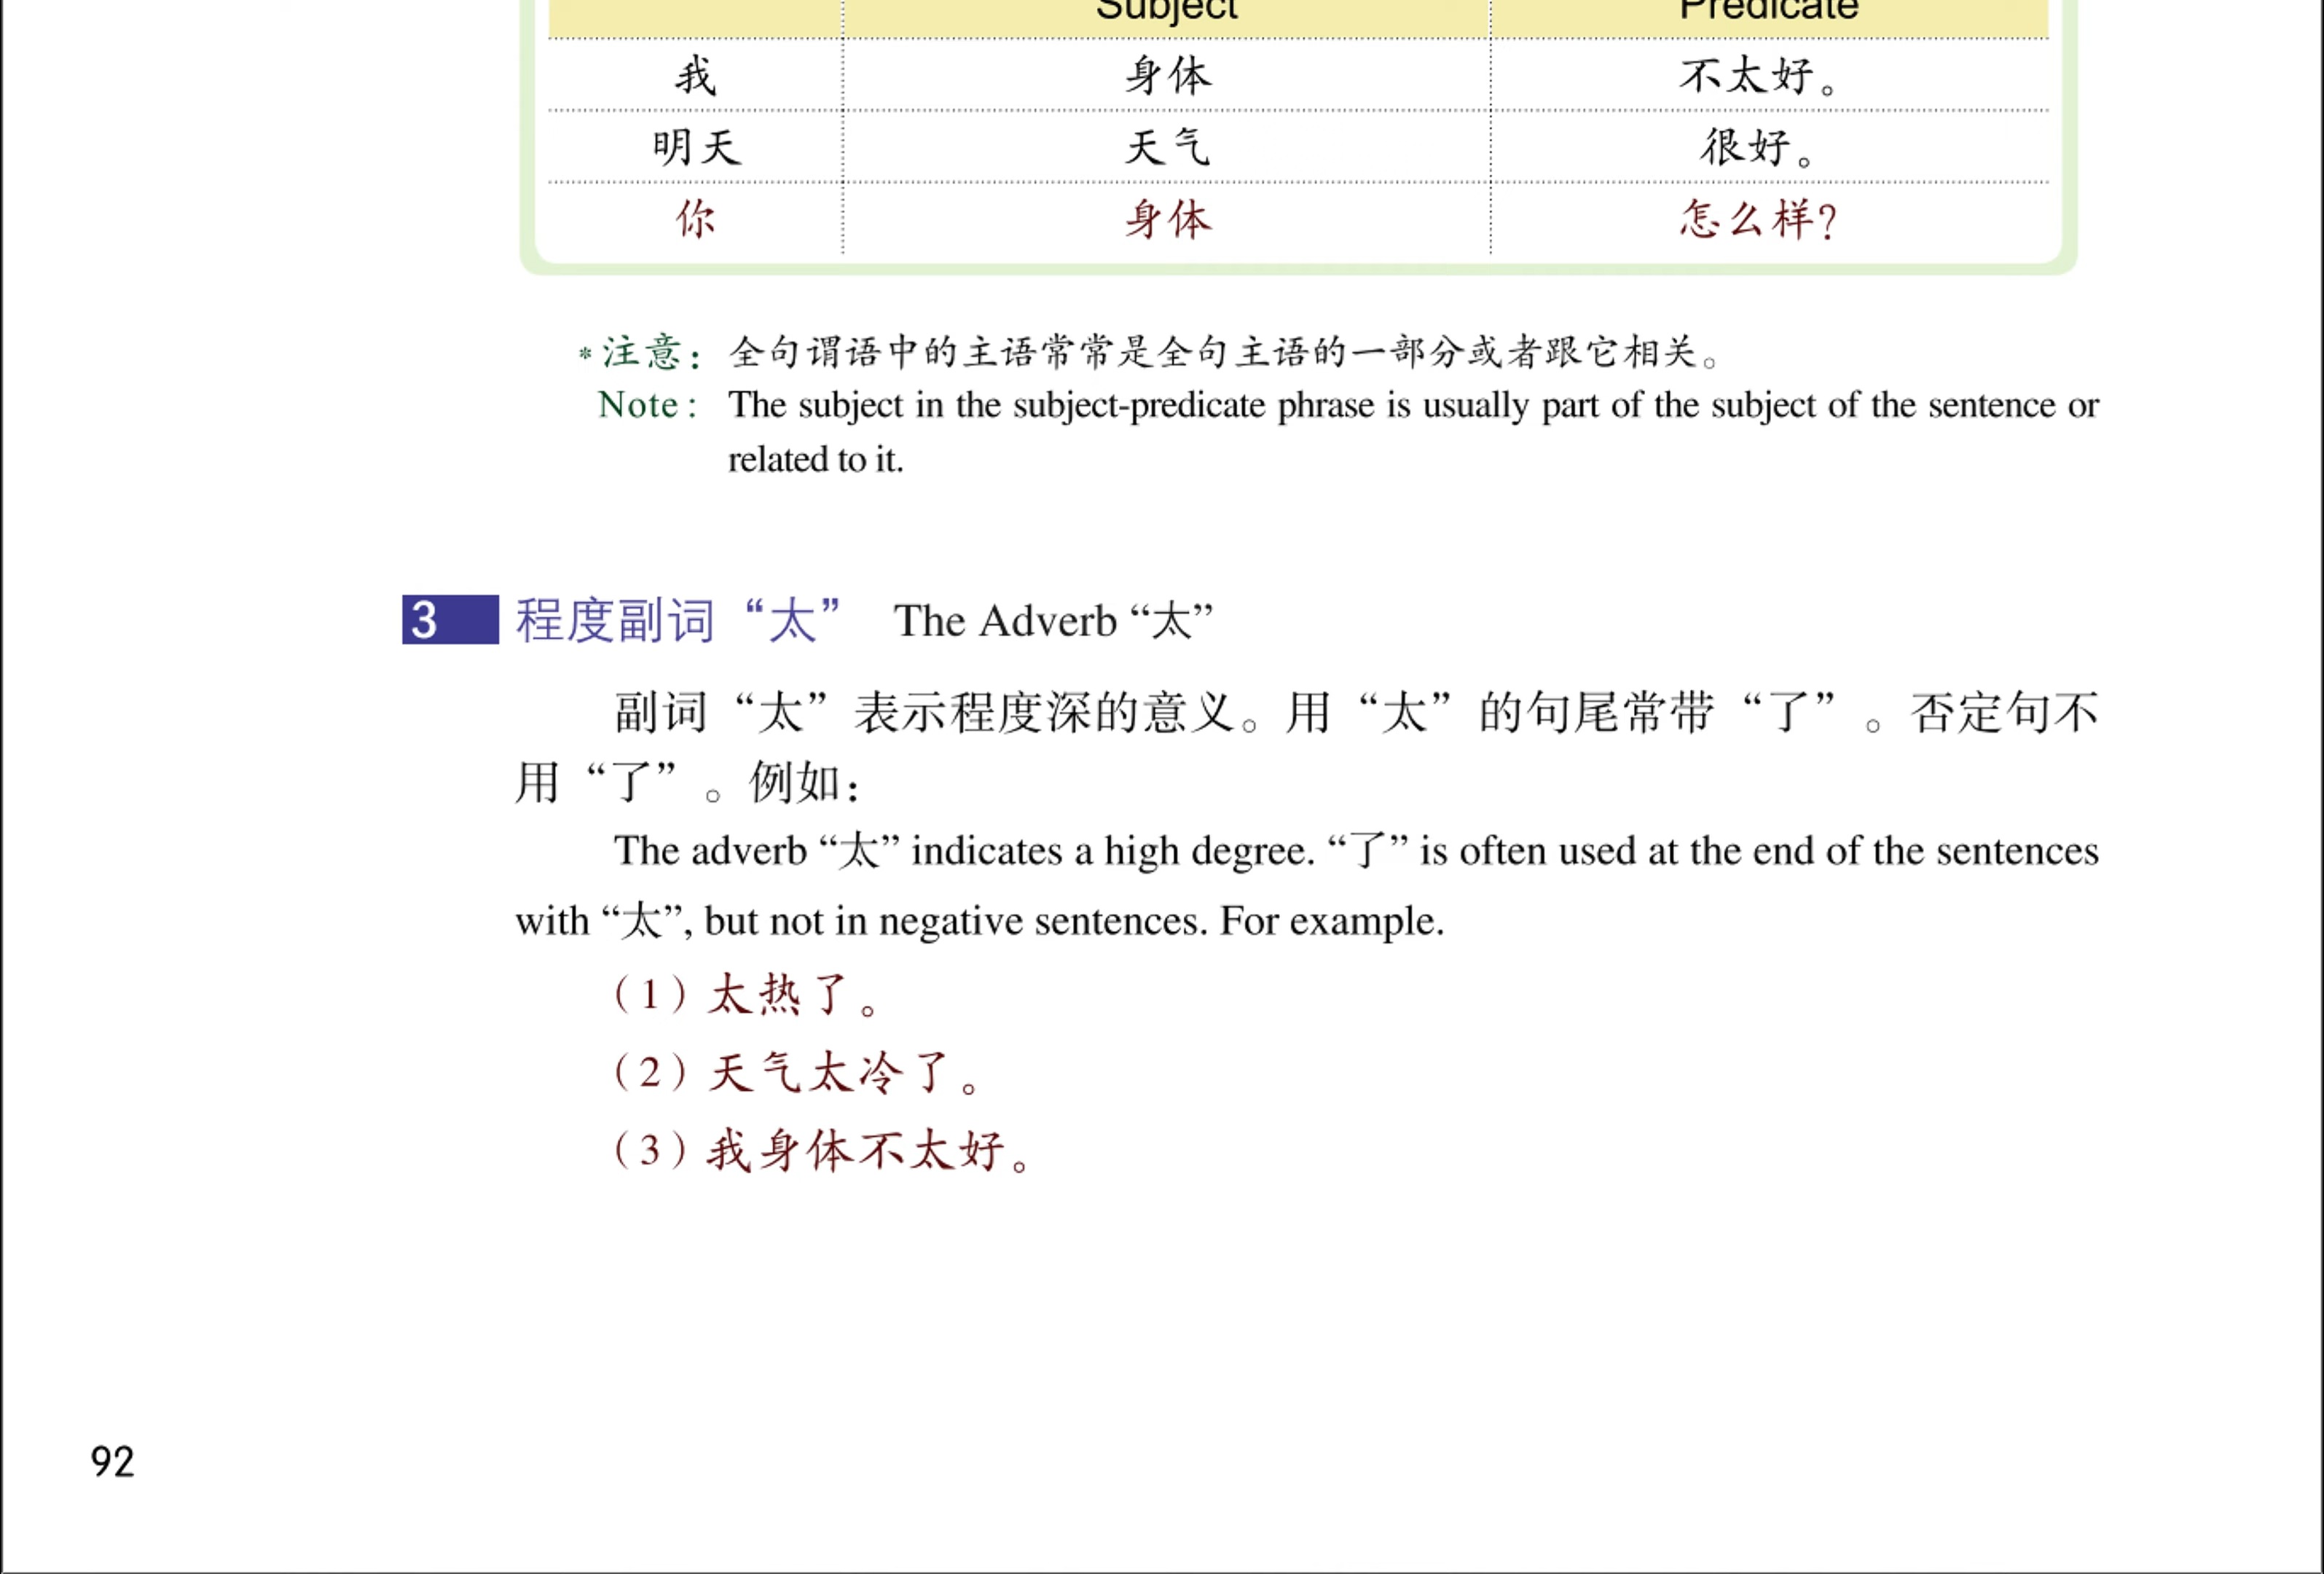 Subject Predicate
我 身体 不太好。
明天 天气 很好。
你 身体 怎么样？
*注意：全句谓语中的主语常常是全句主语的一部分或者跟它相关。
Note: The subject in the subject-predicate phrase is usually part of the subject of the sentence or
related to it.
3 程度副词“太” The Adverb “太”
副词“太”表示程度深的意义。用“太”的句尾常带“了”。否定句不
用“了”。例如：
The adverb “太” indicates a high degree. “了” is often used at the end of the sentences
with “太”, but not in negative sentences. For example.
（1）太热了。
（2）天气太冷了。
（3）我身体不太好。
92